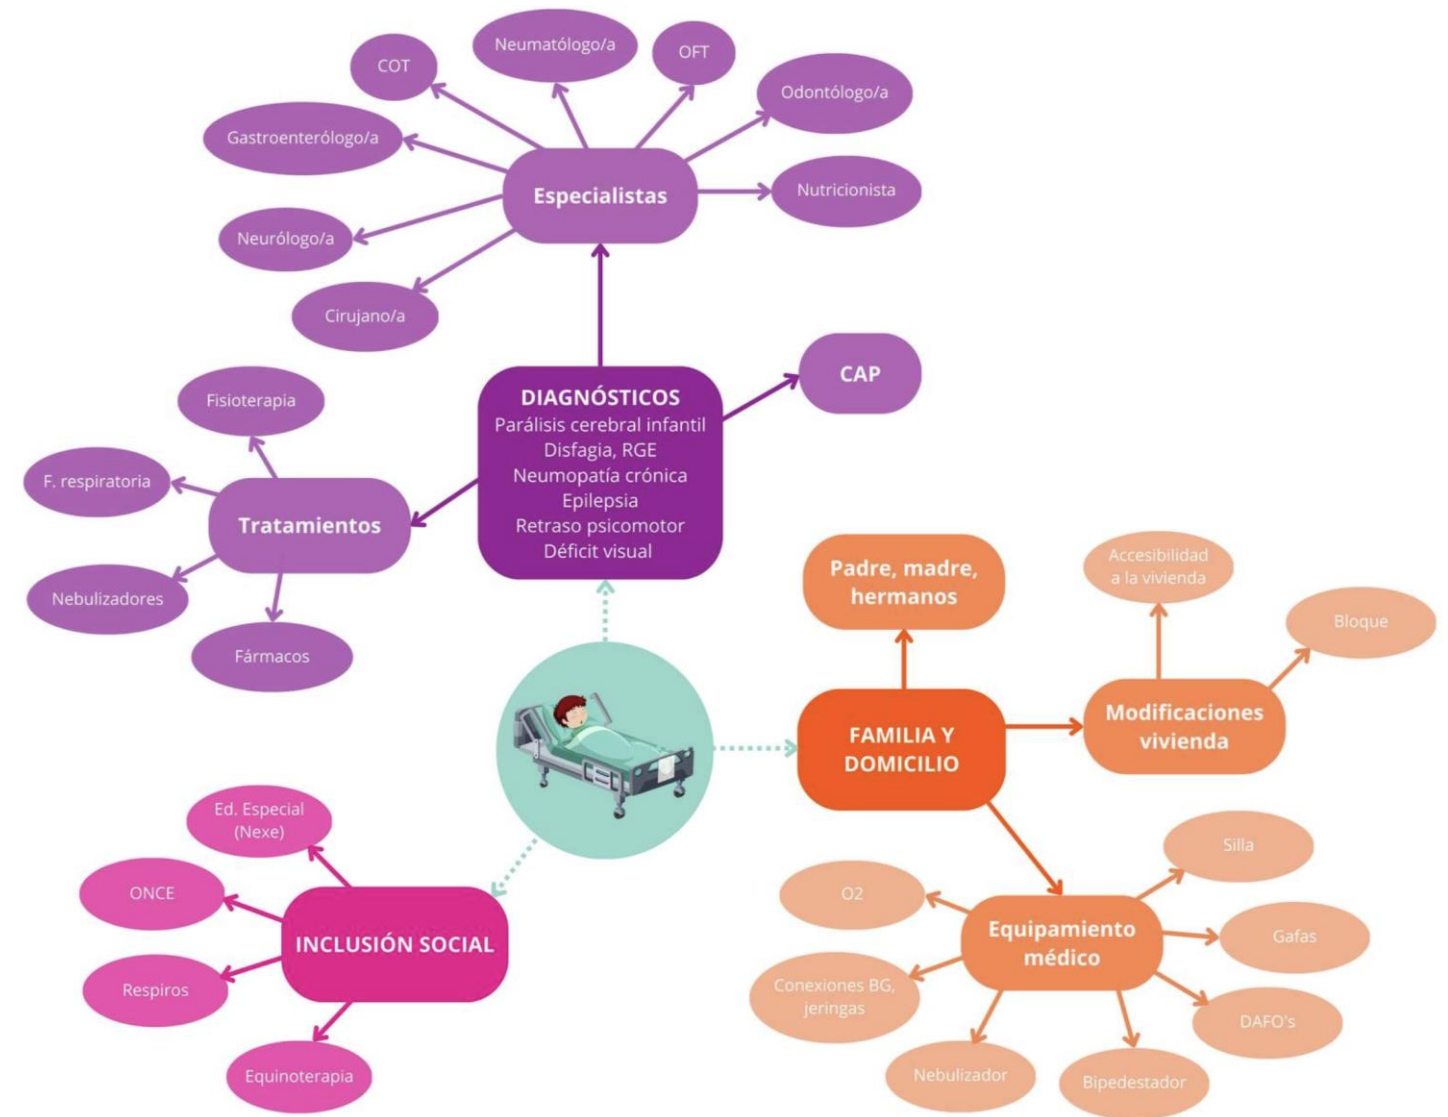 Neumatólogo/a
OFT
COT
Odontólogo/a
Gastroenterólogo/a
Especialistas
Nutricionista
Neurólogo/a
Cirujano/a
CAP
DIAGNÓSTICOS
Parálisis cerebral infantil
Disfagia, RGE
Neumopatía crónica
Epilepsia
Retraso psicomotor
Déficit visual
Fisioterapia
F. respiratoria
Tratamientos
Nebulizadores
Fármacos
Padre, madre,
hermanos
Accesibilidad
a la vivienda
Bloque
Modificaciones
vivienda
FAMILIA Y
DOMICILIO
Ed. Especial
(Nexe)
ONCE
INCLUSIÓN SOCIAL
Respiros
Equinoterapia
Silla
O2
Equipamiento
médico
Gafas
Conexiones BG,
jeringas
DAFO's
Nebulizador
Bipedestador